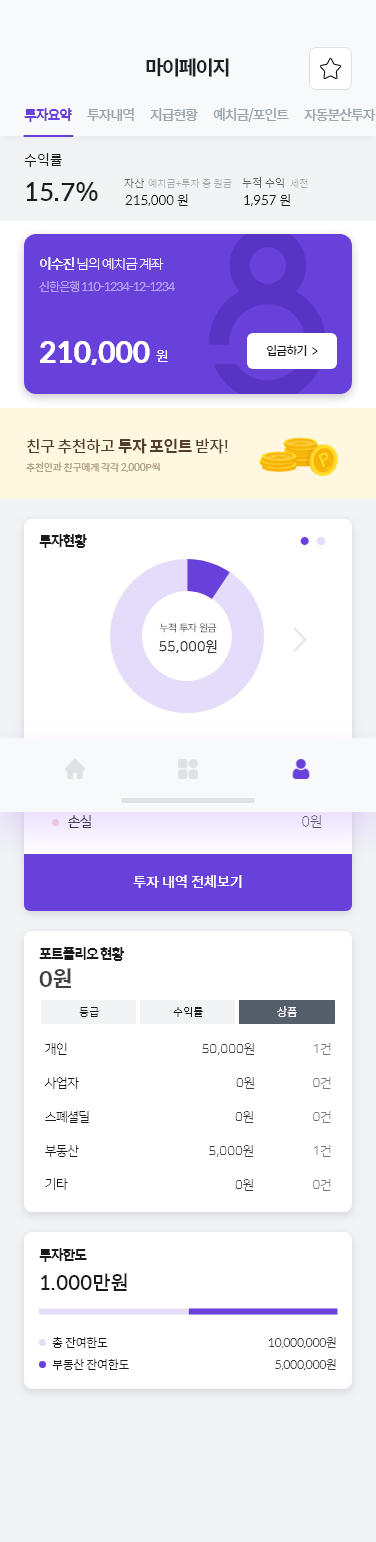 마이페이지
투자요약 투자내역 지급현황 예치금/포인트 자동분산투자
수익률
15.7%
자산 예치금+투자 중 원금
215,000 원
누적 수익 세전
1,957 원
이수진 님의 예치금 계좌
신한은행 110-1234-12-1234
210,000 원
입금하기 >
친구 추천하고 투자 포인트 받자!
추천인과 친구에게 각각 2,000P씩
투자현황
누적 투자 원금
55,000원
손실 0원
투자 내역 전체보기
포트폴리오 현황
0원
등급 수익률 상품
개인 50,000원 1건
사업자 0원 0건
스페셜딜 0원 0건
부동산 5,000원 1건
기타 0원 0건
투자한도
1.000만원
총 잔여한도 10,000,000원
부동산 잔여한도 5,000,000원